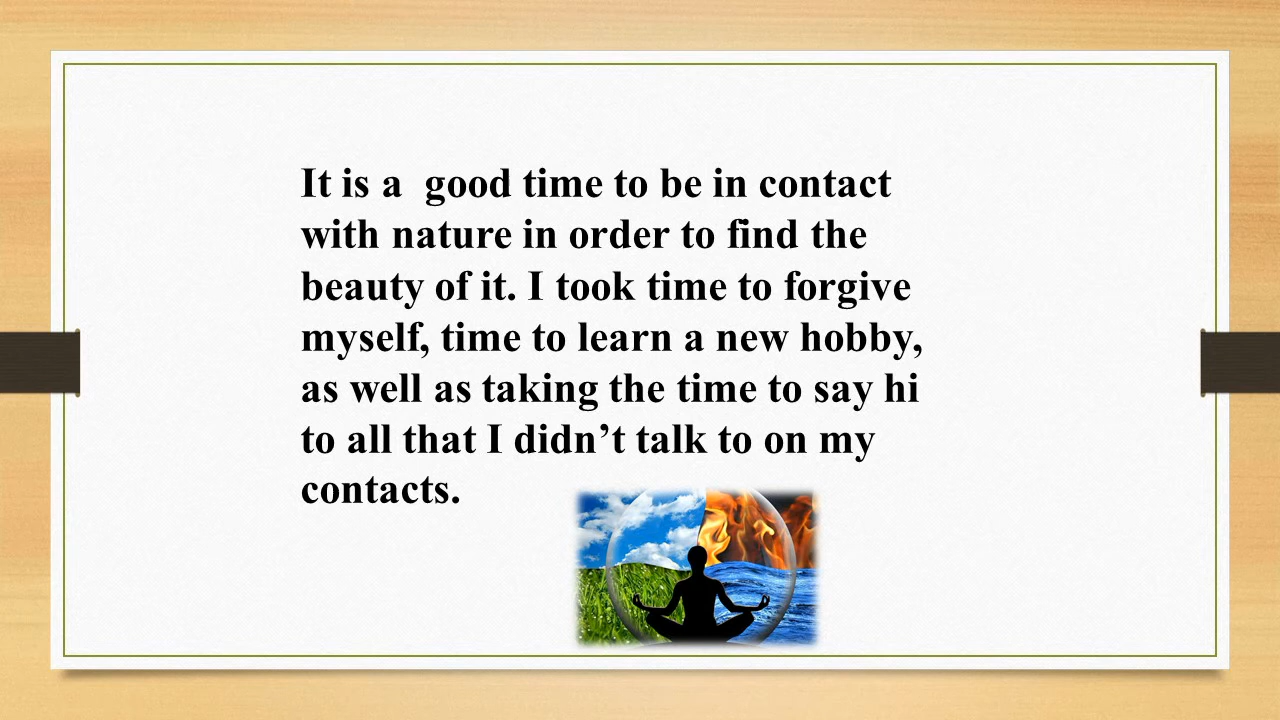 It is a  good time to be in contact
with nature in order to find the
beauty of it. I took time to forgive
myself, time to learn a new hobby,
as well as taking the time to say hi
to all that I didn’t talk to on my
contacts.